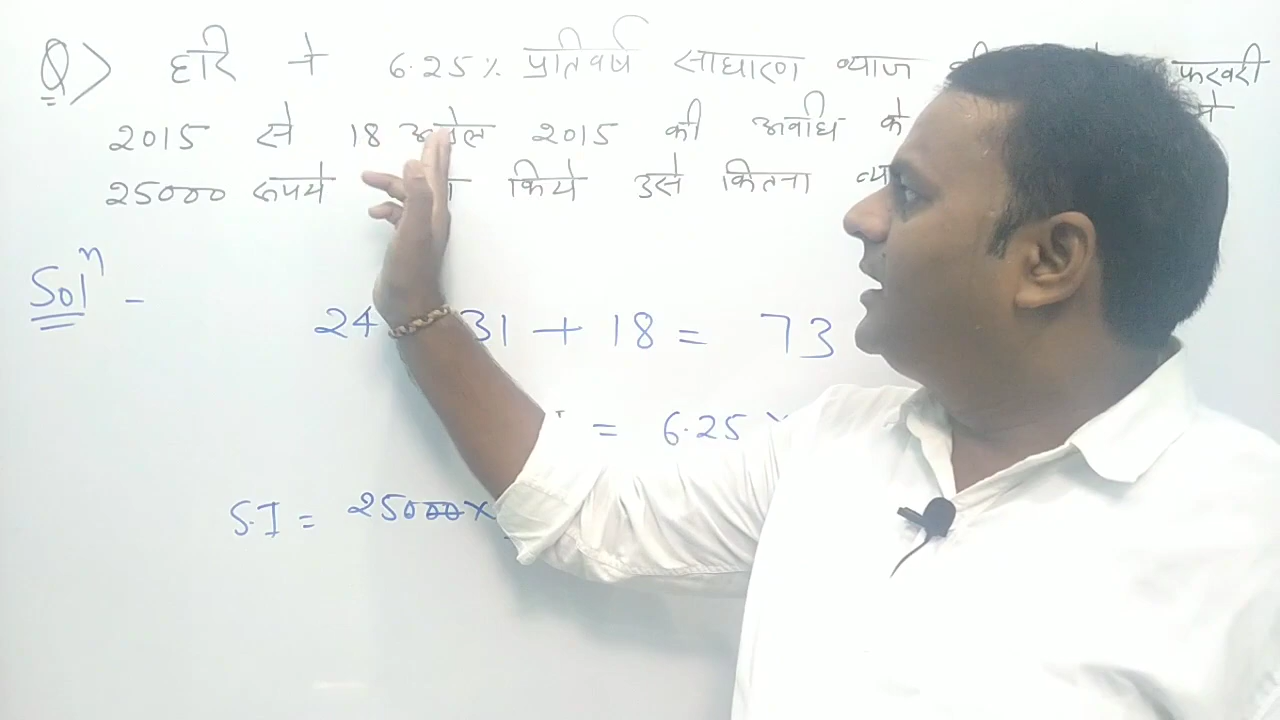 Q> हरि ने 6.25% प्रतिवर्ष साधारण व्याज फरवरी
2015 से 18 अप्रैल 2015 की अवधि के
25000 रूपये किये उसे कितना
Solⁿ -
24 31 + 18 = 73
= 6.25 ×
S.I = 25000×